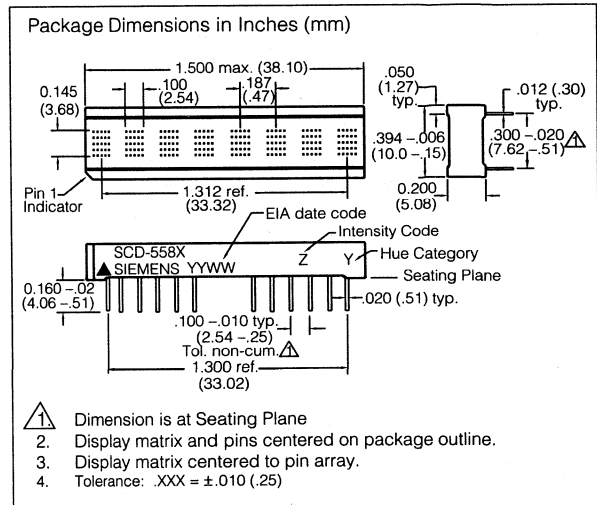 Package Dimensions in Inches (mm)
1.500 max. (38.10)
0.145
(3.68)
.100
(2.54)
.187
(.47)
.050
(1.27)
typ.
.012 (.30)
typ.
.394 –.006
(10.0 –.15)
.300 –.020
(7.62 –.51)
1
0.200
(5.08)
Pin 1
Indicator
1.312 ref.
(33.32)
EIA date code
Intensity Code
Hue Category
Seating Plane
SCD-558X
SIEMENS YYWW
Z
Y
0.160 –.02
(4.06 –.51)
.020 (.51) typ.
.100 –.010 typ.
(2.54 –.25)
Tol. non-cum. 1
1.300 ref.
(33.02)
1. Dimension is at Seating Plane
2. Display matrix and pins centered on package outline.
3. Display matrix centered to pin array.
4. Tolerance: .XXX = ±.010 (.25)